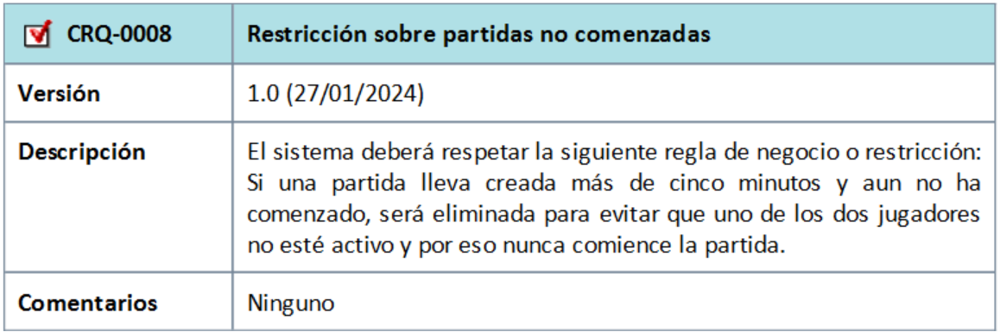 CRQ-0008 Restricción sobre partidas no comenzadas
Versión 1.0 (27/01/2024)
Descripción El sistema deberá respetar la siguiente regla de negocio o restricción:
Si una partida lleva creada más de cinco minutos y aun no ha
comenzado, será eliminada para evitar que uno de los dos jugadores
no esté activo y por eso nunca comience la partida.
Comentarios Ninguno